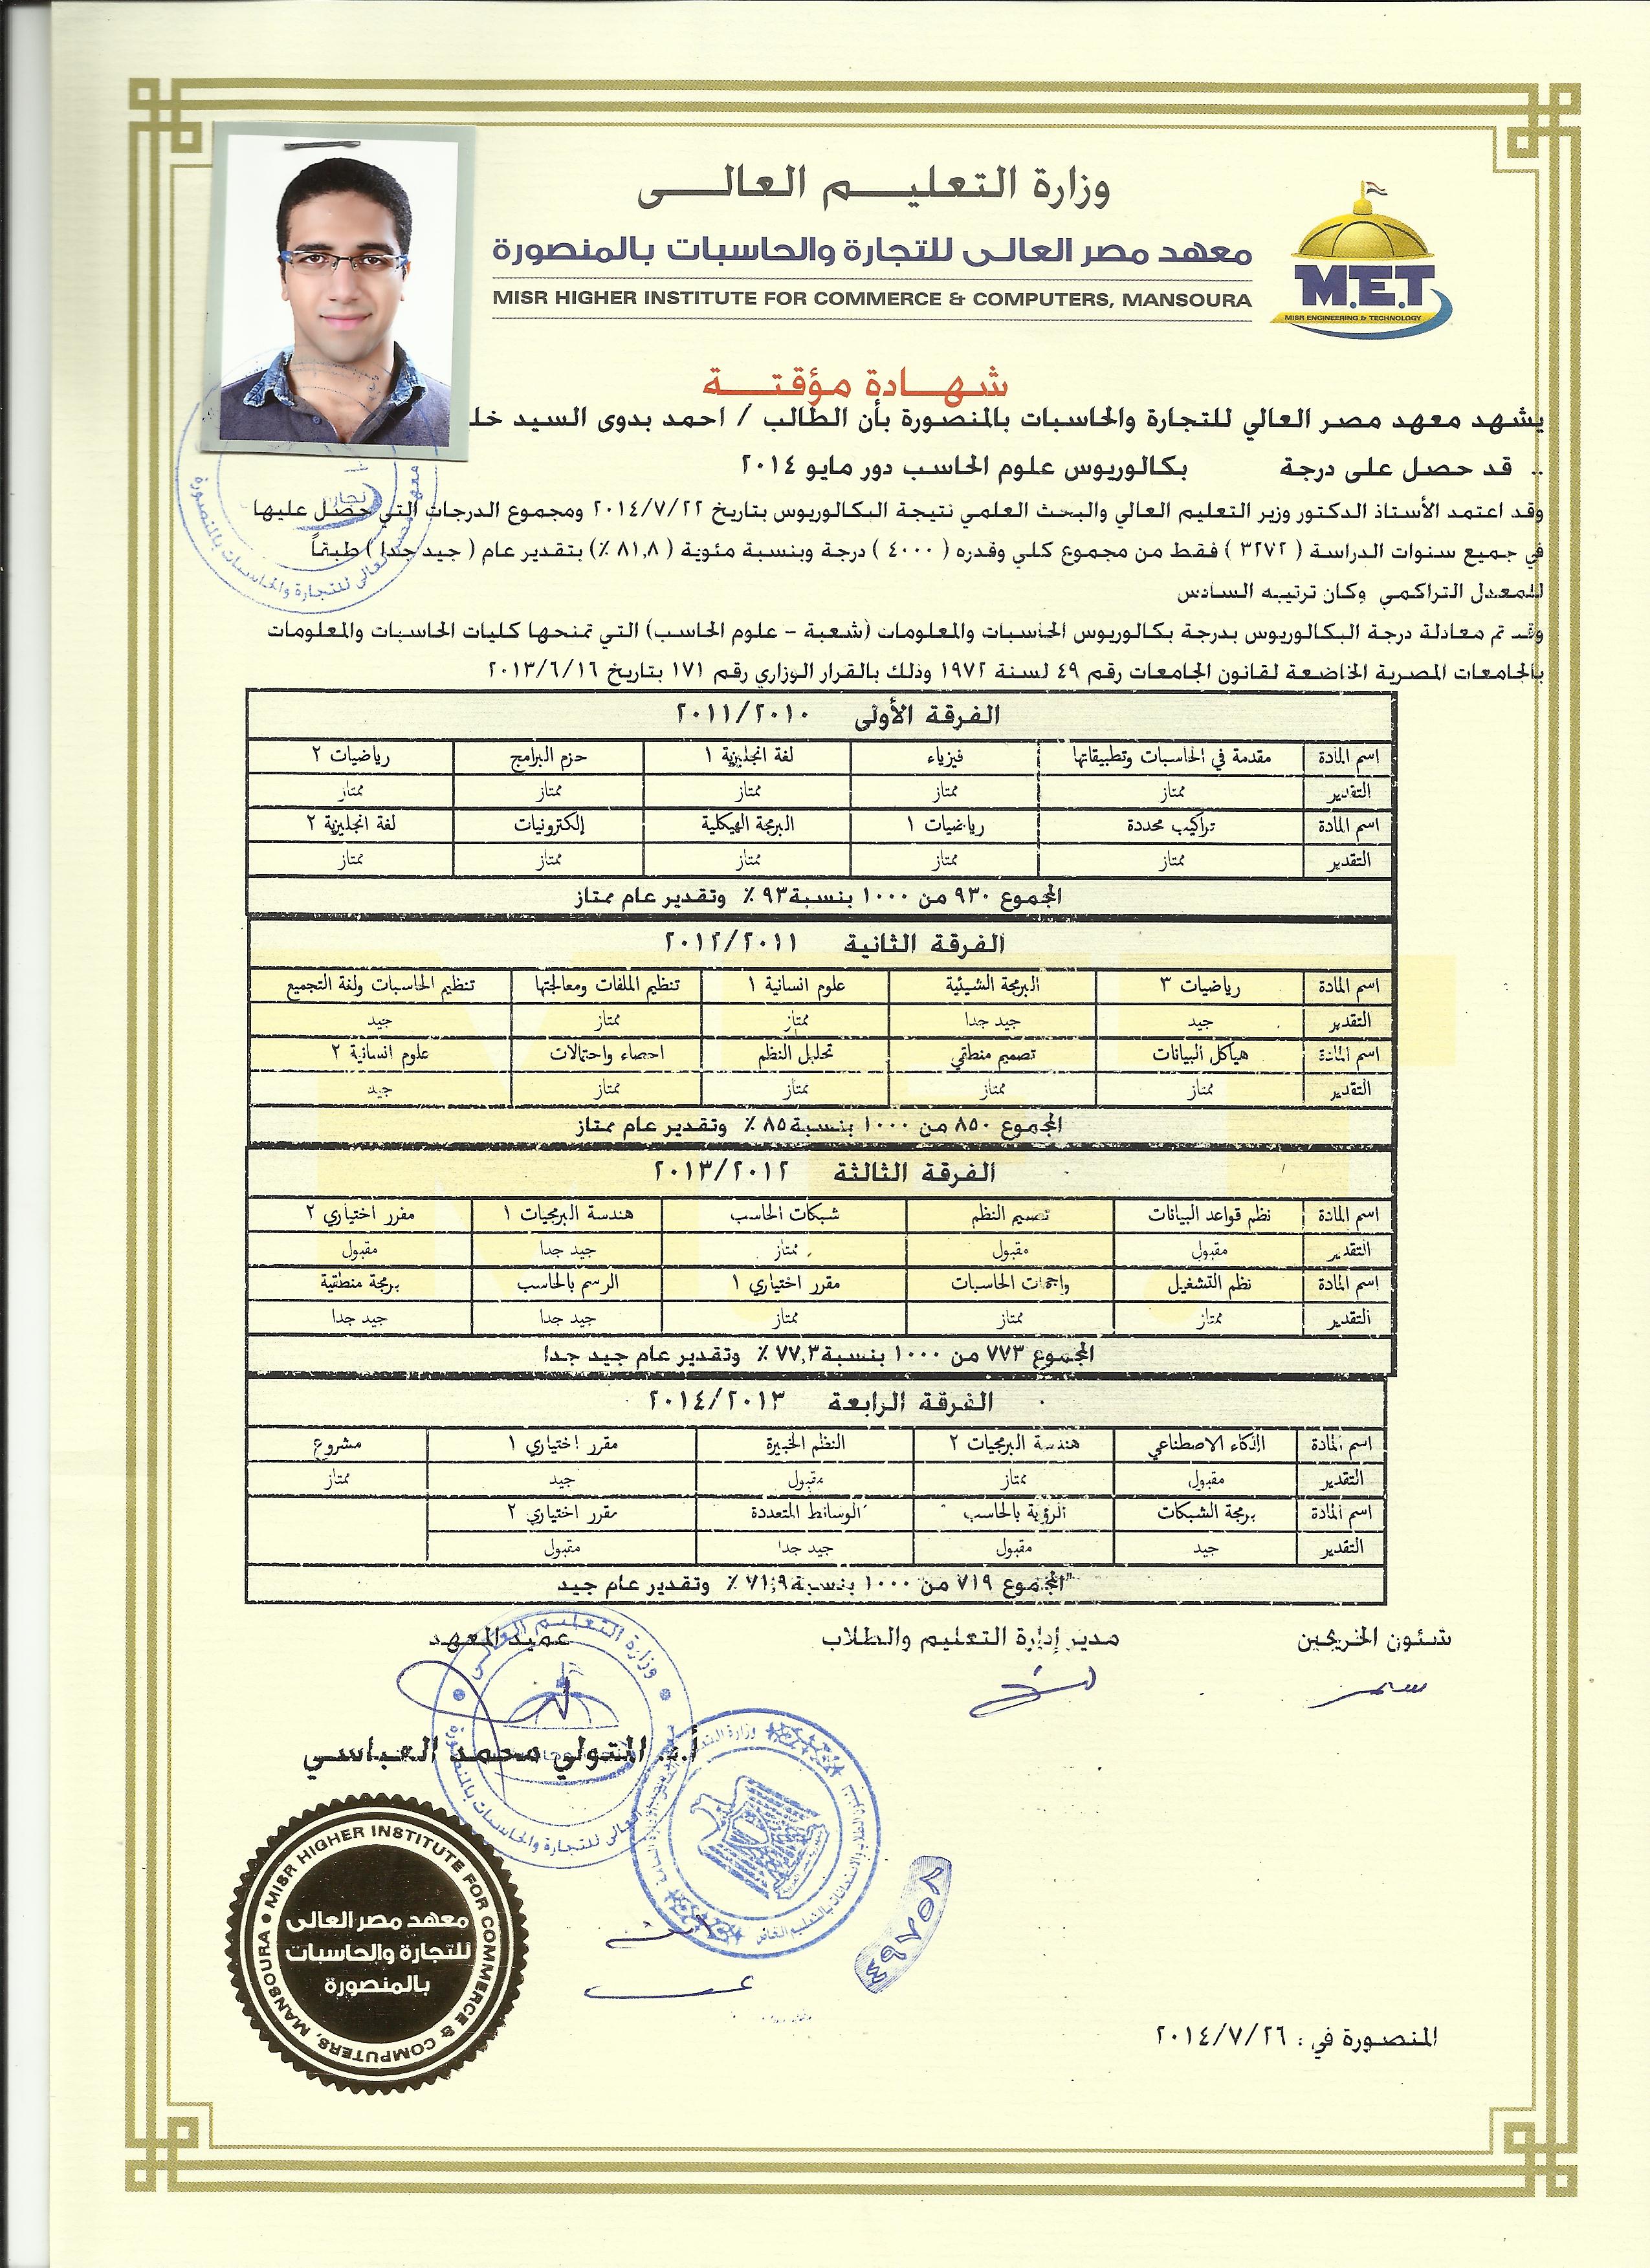 وزارة التعليم العالى
معهد مصر العالى للتجارة والحاسبات بالمنصورة
MISR HIGHER INSTITUTE FOR COMMERCE & COMPUTERS, MANSOURA
M.E.T
MISR ENGINEERING & TECHNOLOGY
شهادة مؤقتة
يشهد معهد مصر العالي للتجارة والحاسبات بالمنصورة بأن الطالب / احمد بدوى السيد خل
.. قد حصل على درجة بكالوريوس علوم الحاسب دور مايو ٢٠١٤
وقد اعتمد الأستاذ الدكتور وزير التعليم العالي والبحث العلمي نتيجة البكالوريوس بتاريخ ٢٠١٤/٧/٢٢ ومجموع الدرجات التي حصل عليها
في جميع سنوات الدراسة ( ٣٢٧٢ ) فقط من مجموع كلي وقدره ( ٤٠٠٠ ) درجة وبنسبة مئوية ( ٨١,٨ ٪) بتقدير عام ( جيد جدا ) طبقاً
للمعدل التراكمي وكان ترتيبه السادس
وقد تم معادلة درجة البكالوريوس بدرجة بكالوريوس الحاسبات والمعلومات (شعبة - علوم الحاسب) التي تمنحها كليات الحاسبات والمعلومات
بالجامعات المصرية الخاضعة لقانون الجامعات رقم ٤٩ لسنة ١٩٧٢ وذلك بالقرار الوزاري رقم ١٧١ بتاريخ ٢٠١٣/٦/١٦
الفرقة الأولى ٢٠١١/٢٠١٠
اسم المادة مقدمة في الحاسبات وتطبيقاتها فيزياء لغة انجليزية ١ حزم البرامج رياضيات ٢
التقدير ممتاز ممتاز ممتاز ممتاز ممتاز
اسم المادة تراكيب محددة رياضيات ١ البرمجة الهيكلية إلكترونيات لغة انجليزية ٢
التقدير ممتاز ممتاز ممتاز ممتاز ممتاز
المجموع ٩٣٠ من ١٠٠٠ بنسبة ٩٣ ٪ وتقدير عام ممتاز
الفرقة الثانية ٢٠١٢/٢٠١١
اسم المادة رياضيات ٣ البرمجة الشيئية علوم انسانية ١ تنظيم الملفات ومعالجتها تنظيم الحاسبات ولغة التجميع
التقدير جيد جيد جدا ممتاز ممتاز جيد
اسم المادة هياكل البيانات تصميم منطقي تحليل النظم احصاء واحتمالات علوم انسانية ٢
التقدير ممتاز ممتاز ممتاز ممتاز جيد
المجموع ٨٥٠ من ١٠٠٠ بنسبة ٨٥ ٪ وتقدير عام ممتاز
الفرقة الثالثة ٢٠١٣/٢٠١٢
اسم المادة نظم قواعد البيانات تصميم النظم شبكات الحاسب هندسة البرمجيات ١ مقرر اختياري ٢
التقدير مقبول مقبول ممتاز جيد جدا مقبول
اسم المادة نظم التشغيل واجهات الحاسبات مقرر اختياري ١ الرسم بالحاسب برمجة منطقية
التقدير ممتاز ممتاز ممتاز جيد جدا جيد جدا
المجموع ٧٧٣ من ١٠٠٠ بنسبة ٧٧,٣ ٪ وتقدير عام جيد جدا
الفرقة الرابعة ٢٠١٤/٢٠١٣
اسم المادة الذكاء الاصطناعي هندسة البرمجيات ٢ النظم الخبيرة مقرر اختياري ١ مشروع
التقدير مقبول ممتاز مقبول جيد ممتاز
اسم المادة برمجة الشبكات الرؤية بالحاسب الوسائط المتعددة مقرر اختياري ٢
التقدير جيد مقبول جيد جدا مقبول
المجموع ٧١٩ من ١٠٠٠ بنسبة ٧١,٩ ٪ وتقدير عام جيد
شئون الخريجين مدير إدارة التعليم والطلاب عميد المعهد
أ.د. المتولي محمد العباسي
وزارة التعليم العالى
العالى للتجارة والحاسبات بالمنصورة
MISR HIGHER INSTITUTE FOR COMMERCE & COMPUTERS, MANSOURA
معهد مصر العالى
للتجارة والحاسبات
بالمنصورة
المنصورة في : ٢٠١٤/٧/٢٦